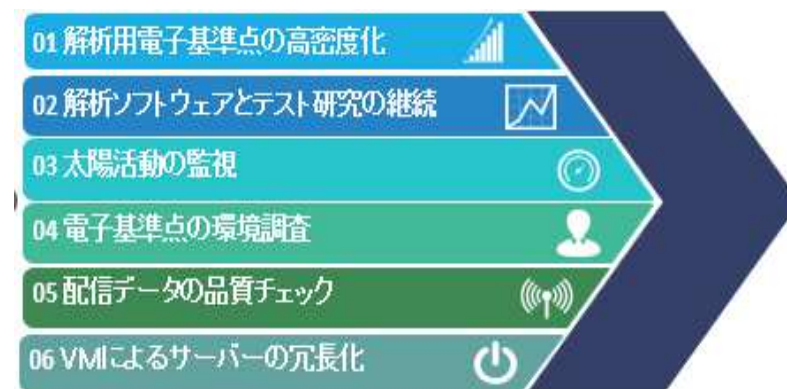 01 解析用電子基準点の高密度化
02 解析ソフトウェアとテスト研究の継続
03 太陽活動の監視
04 電子基準点の環境調査
05 配信データの品質チェック
06 VMによるサーバーの冗長化